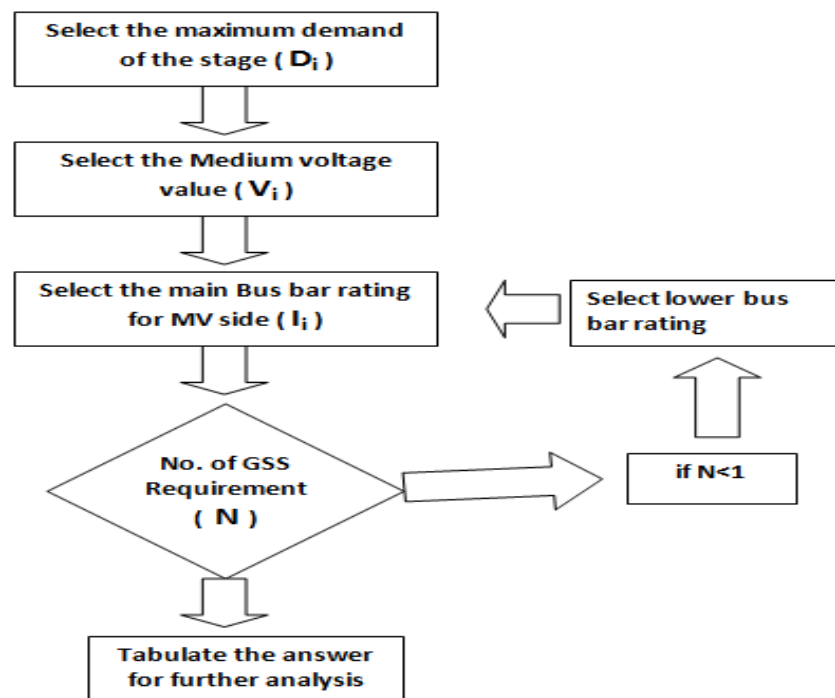 Select the maximum demand
of the stage ( Di )
Select the Medium voltage
value ( Vi )
Select the main Bus bar rating
for MV side ( Ii )
Select lower bus
bar rating
No. of GSS
Requirement
( N )
if N<1
Tabulate the answer
for further analysis